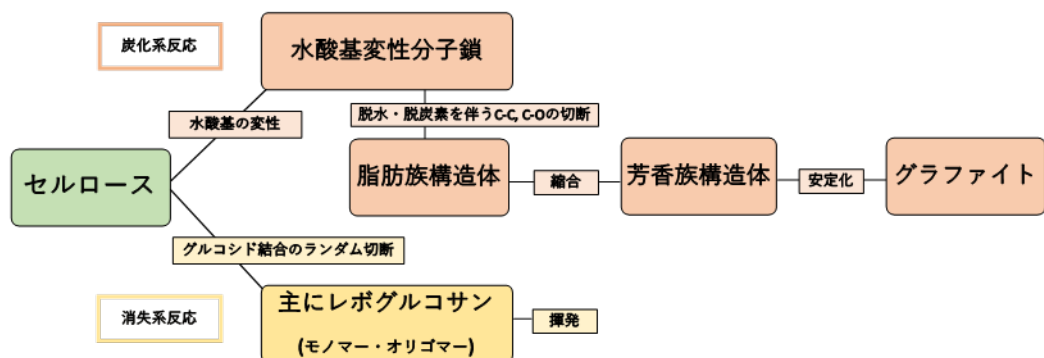 炭化系反応
水酸基変性分子鎖
水酸基の変性
脱水・脱炭素を伴うC-C, C-Oの切断
セルロース
脂肪族構造体
縮合
芳香族構造体
安定化
グラファイト
グルコシド結合のランダム切断
消失系反応
主にレボグルコサン
(モノマー・オリゴマー)
揮発